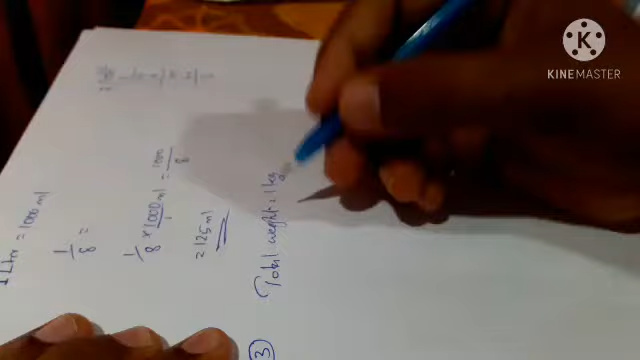 1 Liter = 1000 ml
1/8 =
1/8 × 1000 ml = 1000/8
= 125 ml
3 Total weight = 1 kg
K
KINEMASTER